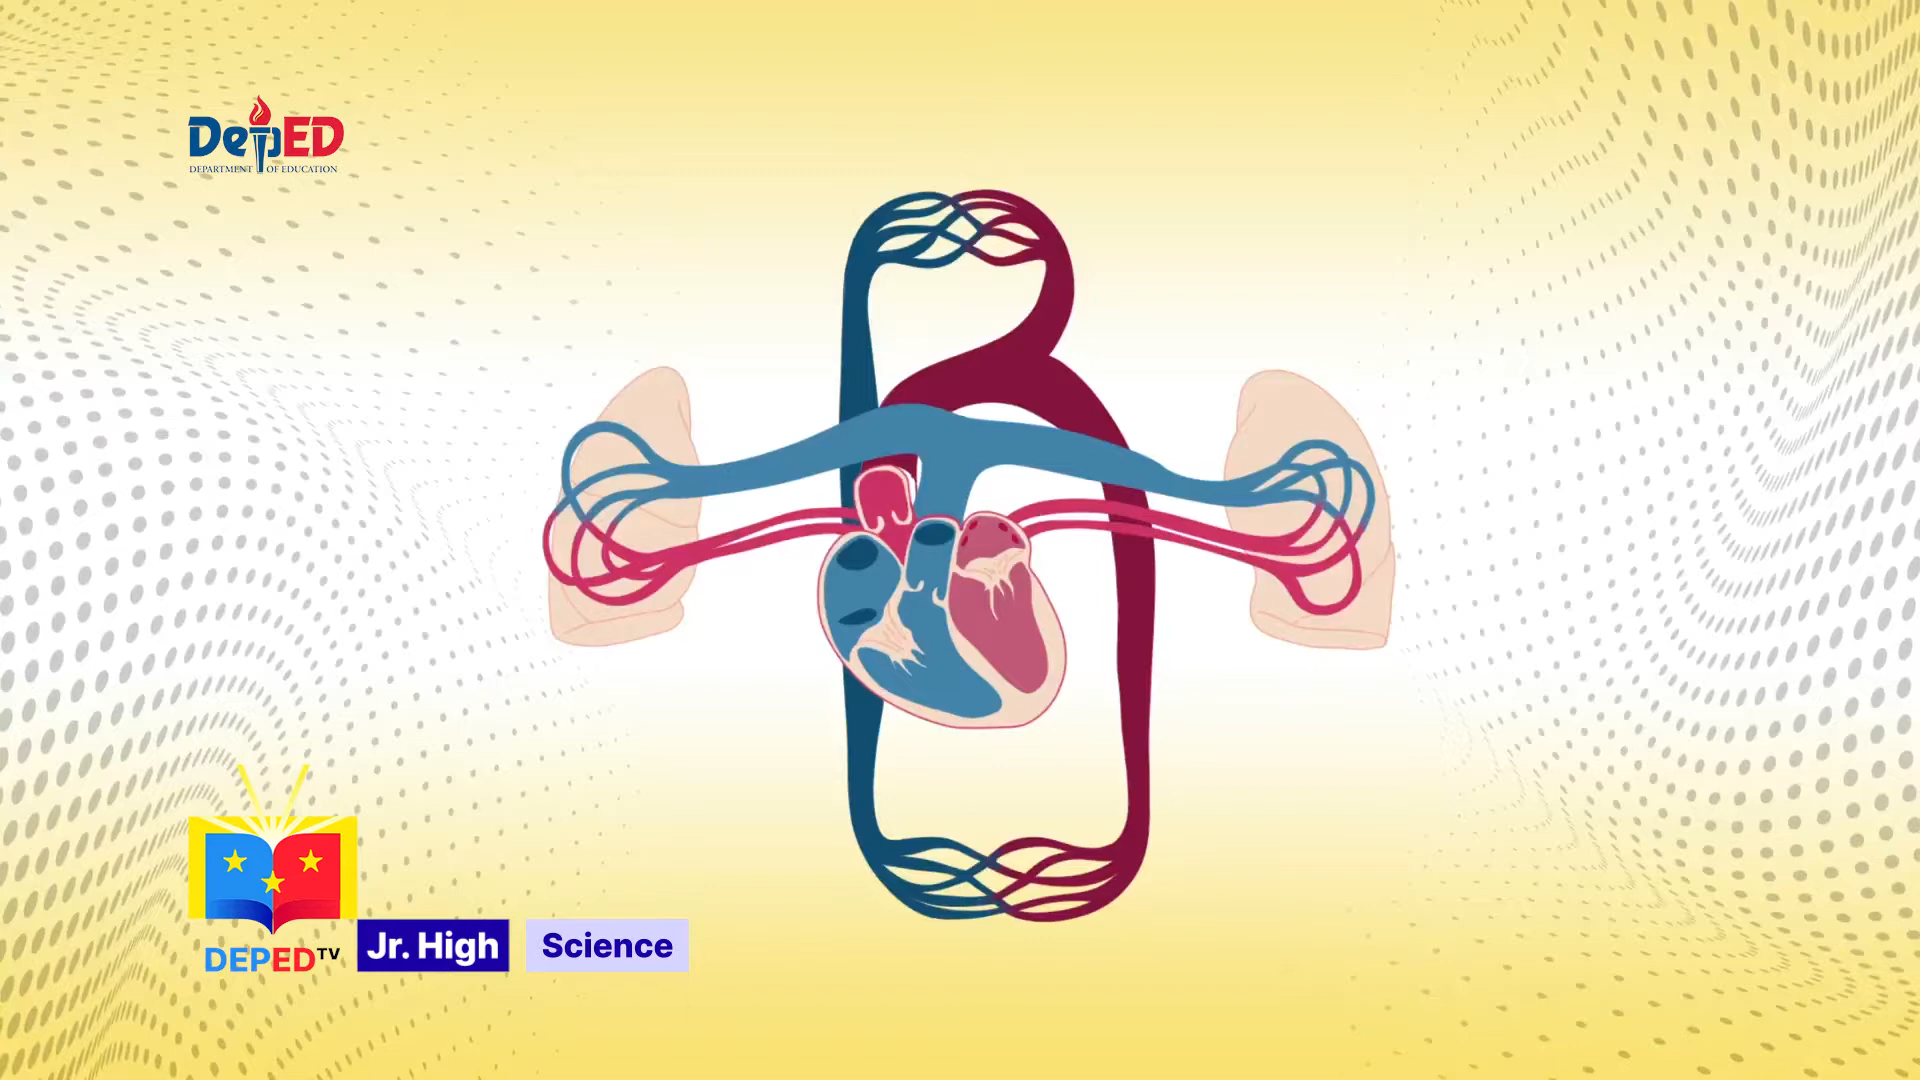 DepED
DEPARTMENT OF EDUCATION
DEPED TV
Jr. High
Science